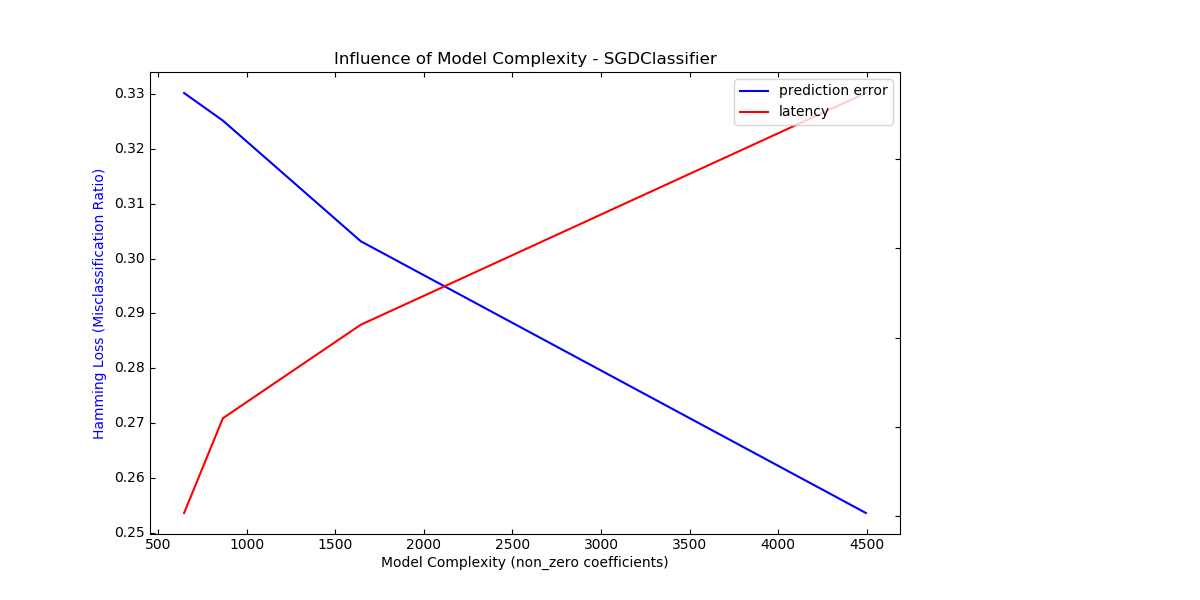 Influence of Model Complexity - SGDClassifier
prediction error
latency
0.33
0.32
0.31
0.30
0.29
0.28
0.27
0.26
0.25
Hamming Loss (Misclassification Ratio)
500 1000 1500 2000 2500 3000 3500 4000 4500
Model Complexity (non_zero coefficients)